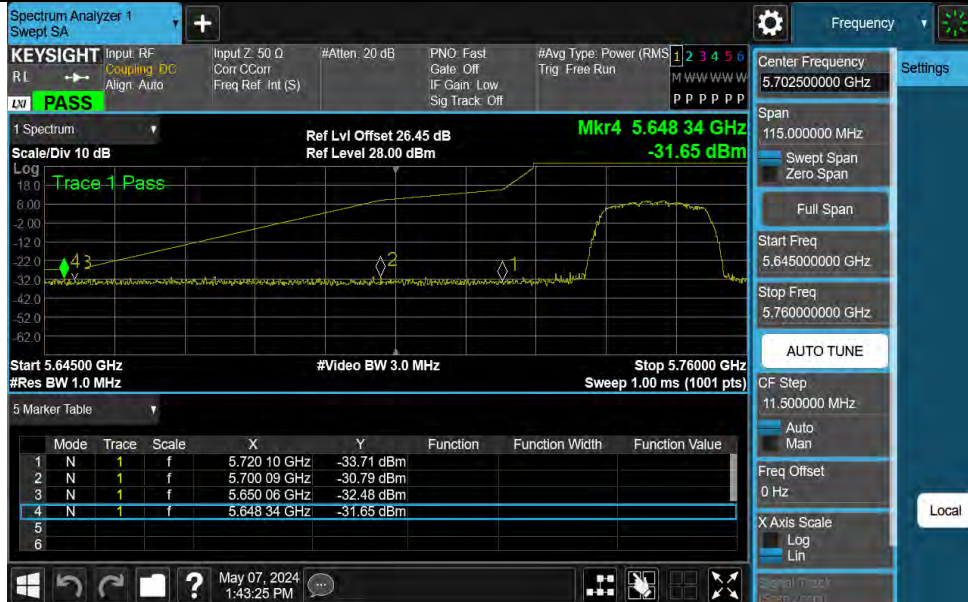 Spectrum Analyzer 1
Swept SA
Frequency
KEYSIGHT
Input: RF
Coupling: DC
Align: Auto
Input Z: 50 Ω
Corr CCorr
Freq Ref: Int (S)
#Atten: 20 dB
PNO: Fast
Gate: Off
IF Gain: Low
Sig Track: Off
#Avg Type: Power (RMS
Trig: Free Run
1 2 3 4 5 6
M W W W W W
P P P P P P
RL
LXI
PASS
1 Spectrum
Scale/Div 10 dB
Ref Lvl Offset 26.45 dB
Ref Level 28.00 dBm
Mkr4 5.648 34 GHz
-31.65 dBm
Log
Trace 1 Pass
18.0
8.00
-2.00
-12.0
-22.0
-32.0
-42.0
-52.0
-62.0
4 3
2
1
Start 5.64500 GHz
#Video BW 3.0 MHz
Stop 5.76000 GHz
#Res BW 1.0 MHz
Sweep 1.00 ms (1001 pts)
5 Marker Table
Mode Trace Scale X Y Function Function Width Function Value
1 N 1 f 5.720 10 GHz -33.71 dBm
2 N 1 f 5.700 09 GHz -30.79 dBm
3 N 1 f 5.650 06 GHz -32.48 dBm
4 N 1 f 5.648 34 GHz -31.65 dBm
5
6
May 07, 2024
1:43:25 PM
Center Frequency
5.702500000 GHz
Span
115.000000 MHz
Swept Span
Zero Span
Full Span
Start Freq
5.645000000 GHz
Stop Freq
5.760000000 GHz
AUTO TUNE
CF Step
11.500000 MHz
Auto
Man
Freq Offset
0 Hz
X Axis Scale
Log
Lin
Signal Track
(Span Zoom)
Settings
Local